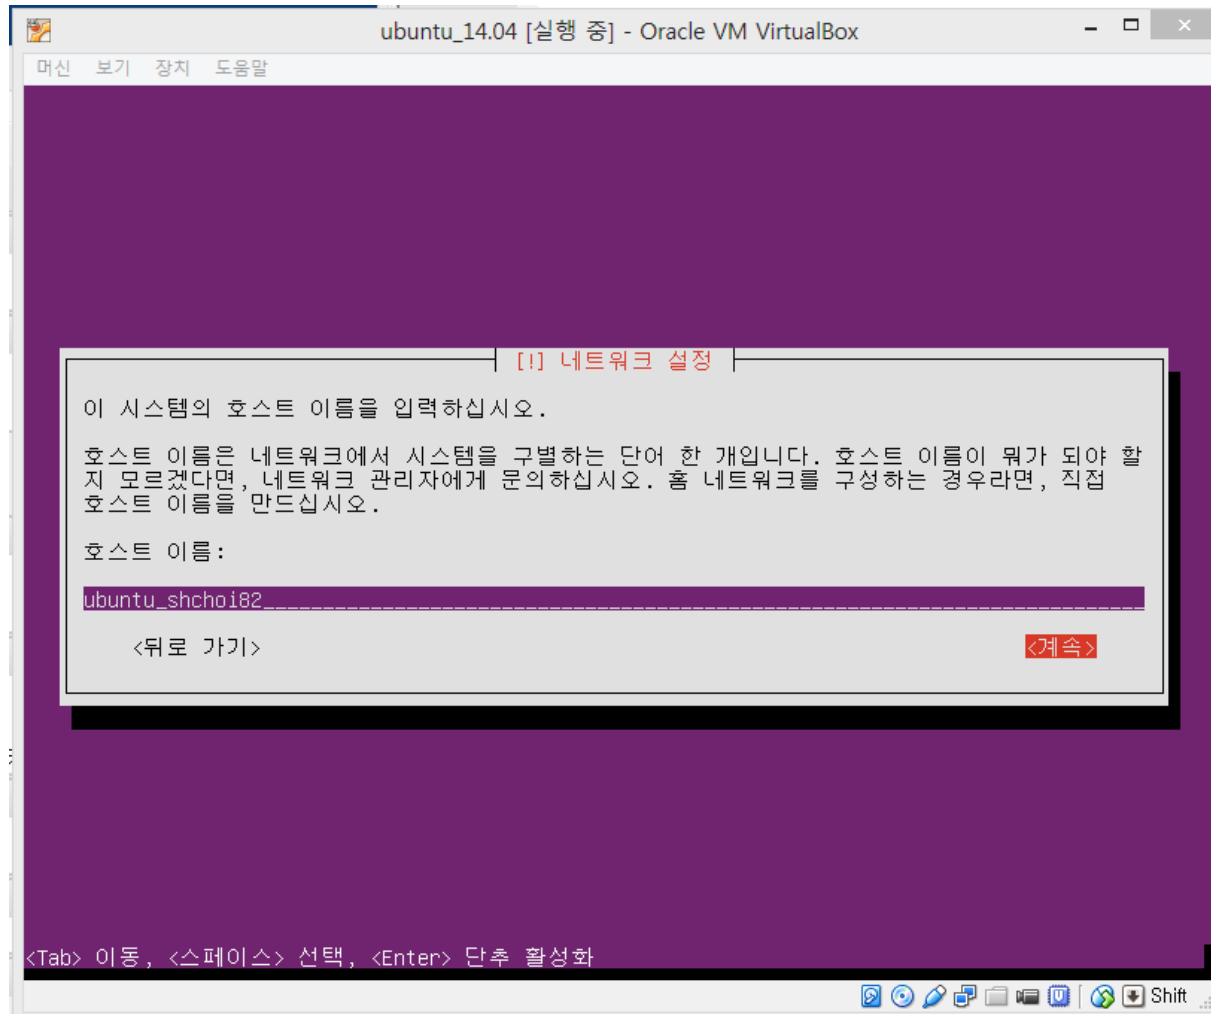 ubuntu_14.04 [실행 중] - Oracle VM VirtualBox
머신 보기 장치 도움말
[!] 네트워크 설정
이 시스템의 호스트 이름을 입력하십시오.
호스트 이름은 네트워크에서 시스템을 구별하는 단어 한 개입니다. 호스트 이름이 뭐가 되야 할
지 모르겠다면, 네트워크 관리자에게 문의하십시오. 홈 네트워크를 구성하는 경우라면, 직접
호스트 이름을 만드십시오.
호스트 이름:
ubuntu_shchoi82
<뒤로 가기> <계속>
<Tab> 이동, <스페이스> 선택, <Enter> 단추 활성화
Shift